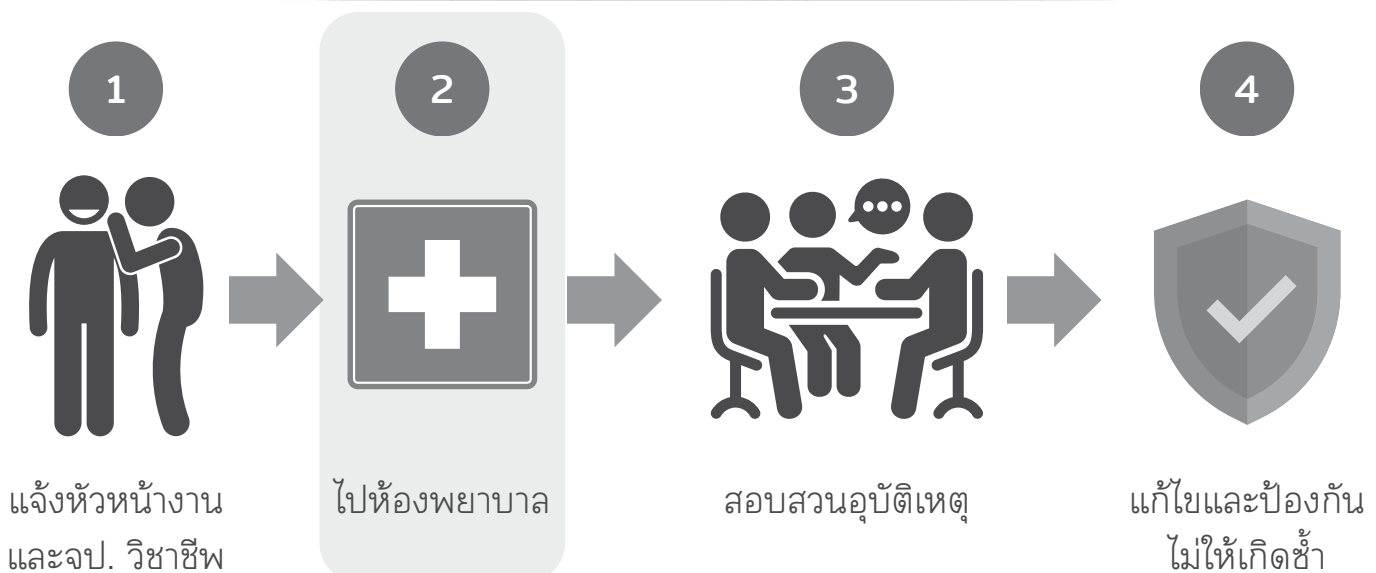 1
2
3
4
แจ้งหัวหน้างาน
และจป. วิชาชีพ
ไปห้องพยาบาล
สอบสวนอุบัติเหตุ
แก้ไขและป้องกัน
ไม่ให้เกิดซ้ำ